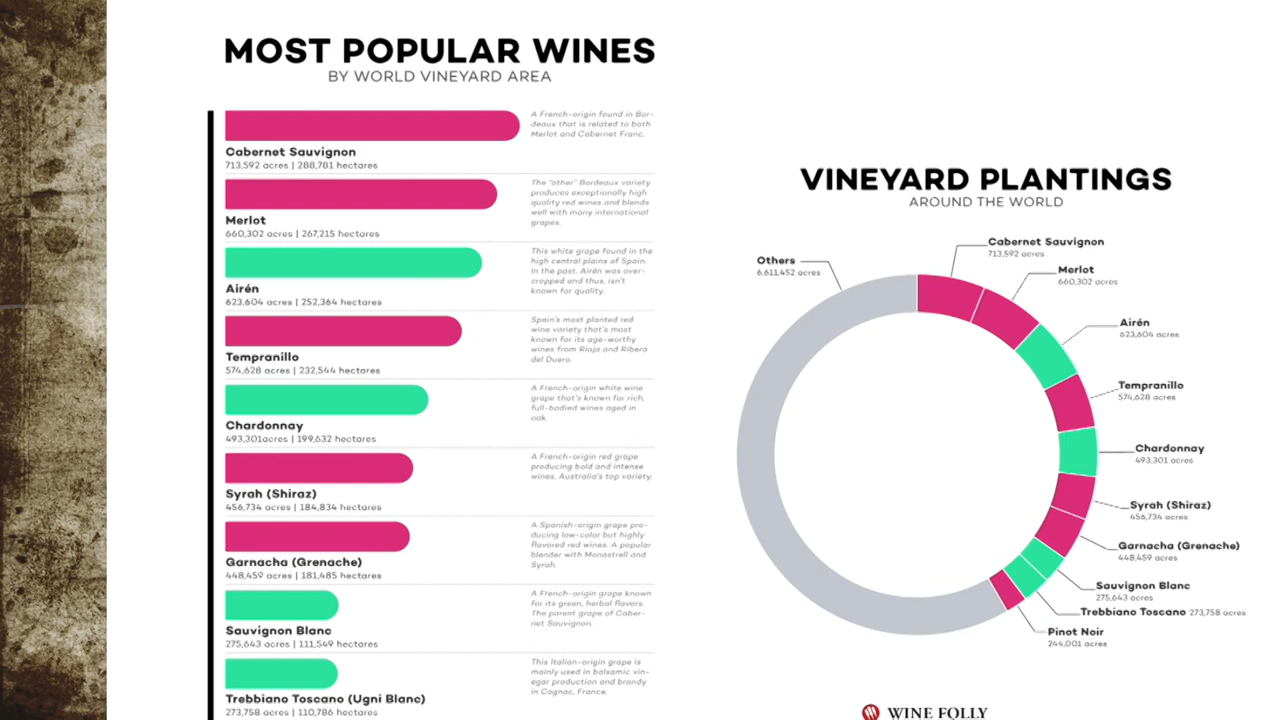 MOST POPULAR WINES
BY WORLD VINEYARD AREA
A French-origin found in Bor-
deaux that is related to both
Merlot and Cabernet Franc.
Cabernet Sauvignon
713,592 acres | 288,781 hectares
The "other" Bordeaux variety
produces exceptionally high
quality red wines and blends
well with many international
grapes.
Merlot
660,302 acres | 267,215 hectares
This white grape found in the
high central plains of Spain.
In the past, Airén was over-
cropped and thus, isn't
known for quality.
Airén
623,604 acres | 252,364 hectares
Spain's most planted red
wine variety that's most
known for its age-worthy
wines from Rioja and Ribera
del Duero.
Tempranillo
574,628 acres | 232,544 hectares
A French-origin white wine
grape that's known for rich,
full-bodied wines aged in
oak.
Chardonnay
493,301acres | 199,632 hectares
A French-origin red grape
producing bold and intense
wines. Australia's top variety.
Syrah (Shiraz)
456,734 acres | 184,834 hectares
A Spanish-origin grape pro-
ducing low-color but highly
flavored red wines. A popular
blender with Monastrell and
Syrah.
Garnacha (Grenache)
448,459 acres | 181,485 hectares
A French-origin grape known
for its green, herbal flavors.
The parent grape of Caber-
net Sauvignon.
Sauvignon Blanc
275,643 acres | 111,549 hectares
This Italian-origin grape is
mainly used in balsamic vin-
egar production and brandy
in Cognac, France.
Trebbiano Toscano (Ugni Blanc)
273,758 acres | 110,786 hectares
VINEYARD PLANTINGS
AROUND THE WORLD
Others
6,611,452 acres
Cabernet Sauvignon
713,592 acres
Merlot
660,302 acres
Airén
623,604 acres
Tempranillo
574,628 acres
Chardonnay
493,301 acres
Syrah (Shiraz)
456,734 acres
Garnacha (Grenache)
448,459 acres
Sauvignon Blanc
275,643 acres
Trebbiano Toscano 273,758 acres
Pinot Noir
244,001 acres
WINE FOLLY